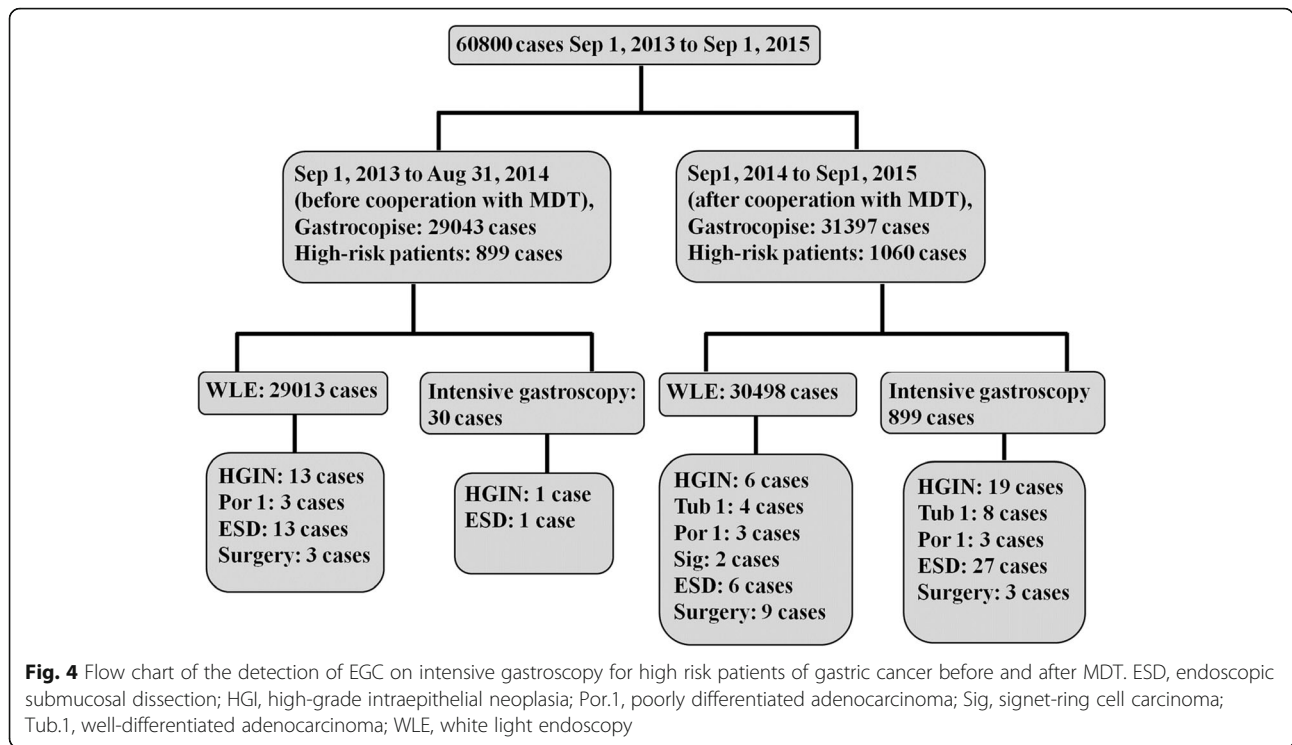 60800 cases Sep 1, 2013 to Sep 1, 2015
Sep 1, 2013 to Aug 31, 2014
(before cooperation with MDT),
Gastrocopise: 29043 cases
High-risk patients: 899 cases
Sep1, 2014 to Sep1, 2015
(after cooperation with MDT),
Gastrocopise: 31397 cases
High-risk patients: 1060 cases
WLE: 29013 cases
Intensive gastroscopy:
30 cases
WLE: 30498 cases
Intensive gastroscopy
899 cases
HGIN: 13 cases
Por 1: 3 cases
ESD: 13 cases
Surgery: 3 cases
HGIN: 1 case
ESD: 1 case
HGIN: 6 cases
Tub 1: 4 cases
Por 1: 3 cases
Sig: 2 cases
ESD: 6 cases
Surgery: 9 cases
HGIN: 19 cases
Tub 1: 8 cases
Por 1: 3 cases
ESD: 27 cases
Surgery: 3 cases
Fig. 4 Flow chart of the detection of EGC on intensive gastroscopy for high risk patients of gastric cancer before and after MDT. ESD, endoscopic
submucosal dissection; HGI, high-grade intraepithelial neoplasia; Por.1, poorly differentiated adenocarcinoma; Sig, signet-ring cell carcinoma;
Tub.1, well-differentiated adenocarcinoma; WLE, white light endoscopy